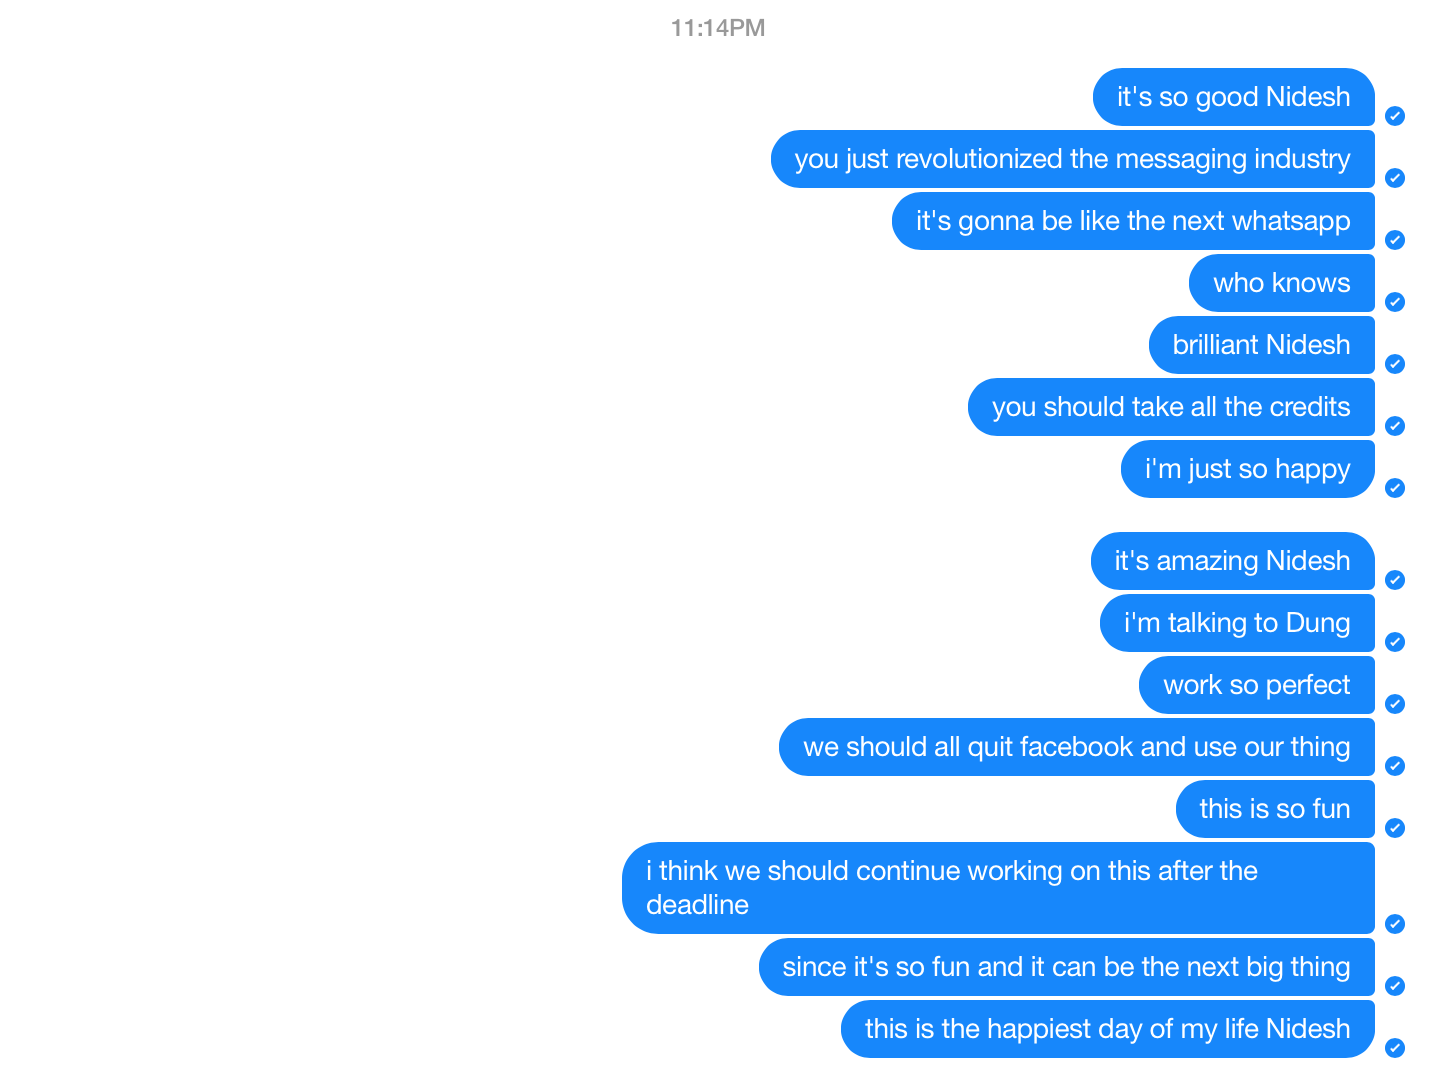 11:14PM
it's so good Nidesh
you just revolutionized the messaging industry
it's gonna be like the next whatsapp
who knows
brilliant Nidesh
you should take all the credits
i'm just so happy
it's amazing Nidesh
i'm talking to Dung
work so perfect
we should all quit facebook and use our thing
this is so fun
i think we should continue working on this after the
deadline
since it's so fun and it can be the next big thing
this is the happiest day of my life Nidesh